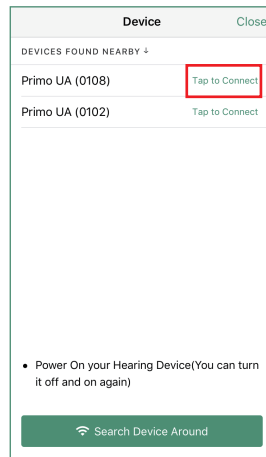 Device Close
DEVICES FOUND NEARBY ↓
Primo UA (0108) Tap to Connect
Primo UA (0102) Tap to Connect
• Power On your Hearing Device(You can turn
it off and on again)
Search Device Around